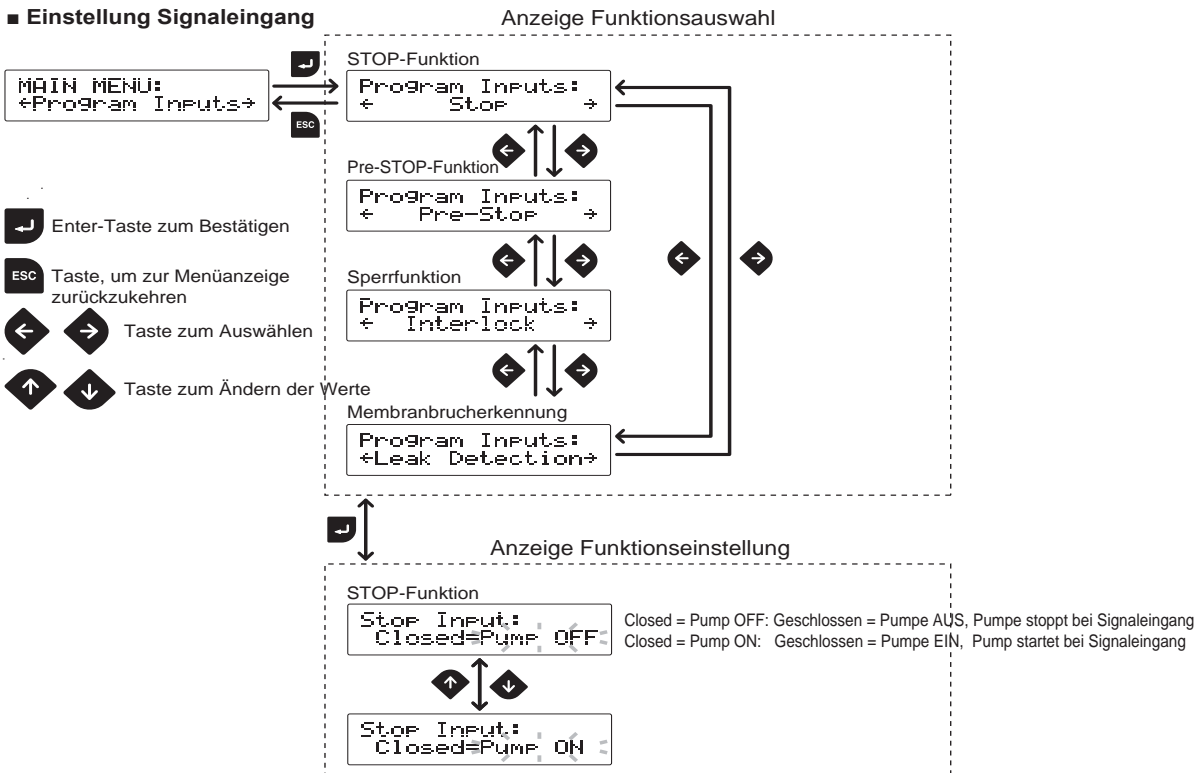 ■ Einstellung Signaleingang
Anzeige Funktionsauswahl
MAIN MENU:
←Program Inputs→
ESC
STOP-Funktion
Program Inputs:
← Stop →
Pre-STOP-Funktion
Program Inputs:
← Pre-Stop →
Enter-Taste zum Bestätigen
ESC
Taste, um zur Menüanzeige
zurückzukehren
Taste zum Auswählen
Taste zum Ändern der Werte
Sperrfunktion
Program Inputs:
← Interlock →
Membranbrucherkennung
Program Inputs:
←Leak Detection→
Anzeige Funktionseinstellung
STOP-Funktion
Stop Input:
Closed=Pump OFF
Closed = Pump OFF: Geschlossen = Pumpe AUS, Pumpe stoppt bei Signaleingang
Closed = Pump ON: Geschlossen = Pumpe EIN, Pump startet bei Signaleingang
Stop Input:
Closed=Pump ON